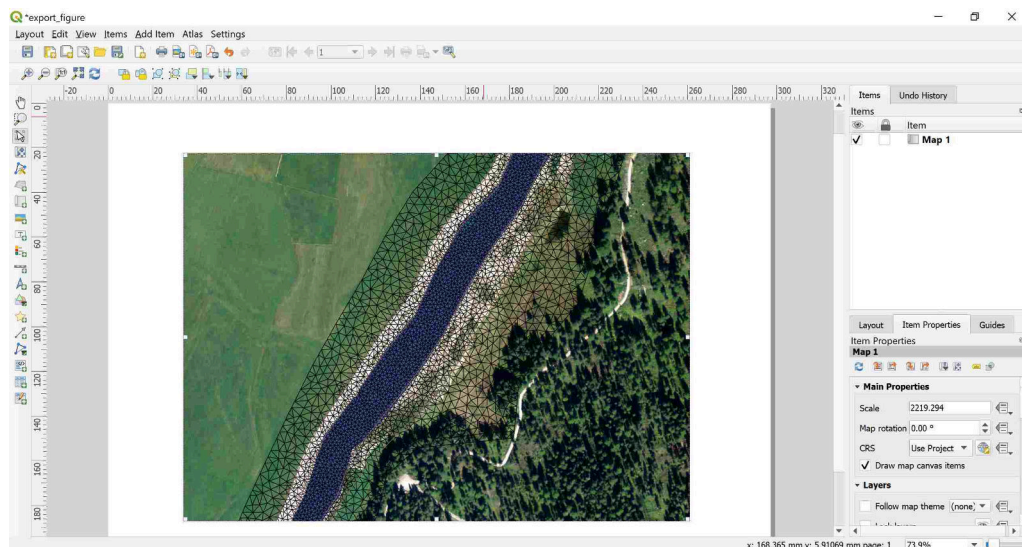 *export_figure
Layout Edit View Items Add Item Atlas Settings
1
-20 0 20 40 60 80 100 120 140 160 180 200 220 240 260 280 300 320
0
20
40
60
80
100
120
140
160
180
Items Undo History
Items
Item
Map 1
Layout Item Properties Guides
Item Properties
Map 1
Main Properties
Scale 2219.294
Map rotation 0.00 °
CRS Use Project
Draw map canvas items
Layers
Follow map theme (none)
x: 168.365 mm y: 5.91069 mm page: 1 73.9%